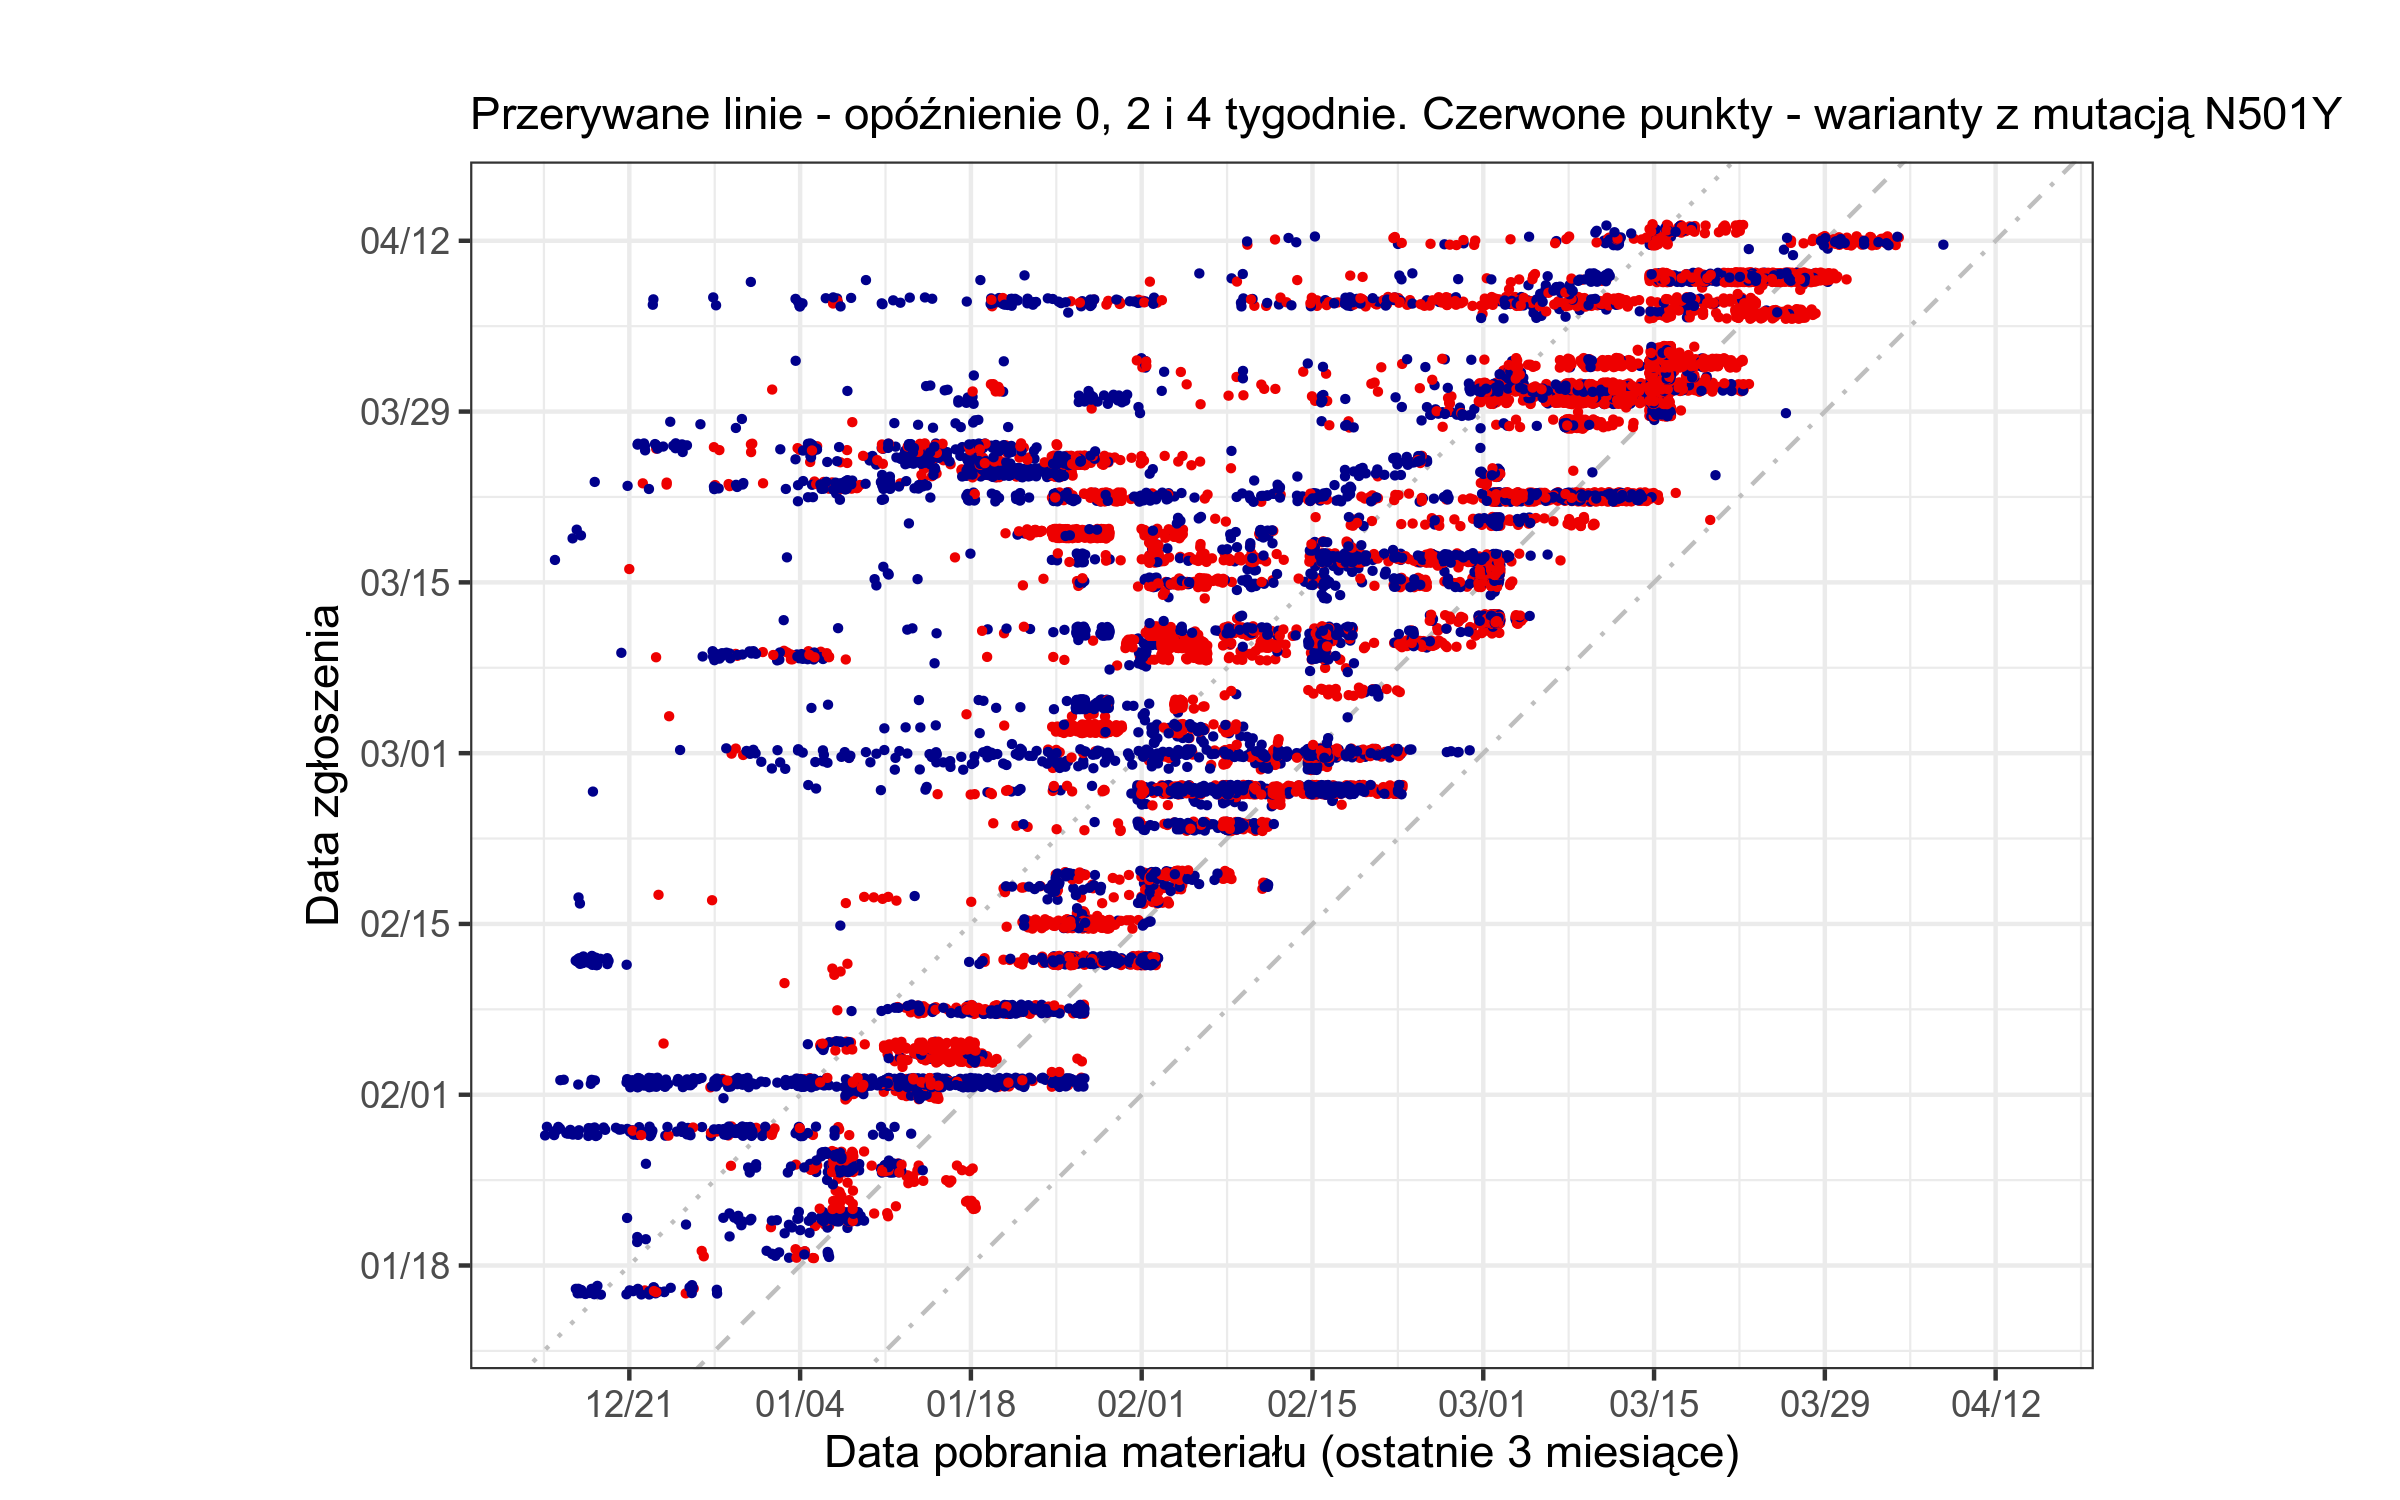 Przerywane linie - opóźnienie 0, 2 i 4 tygodnie. Czerwone punkty - warianty z mutacją N501Y
04/12
03/29
03/15
03/01
02/15
02/01
01/18
Data zgłoszenia
12/21 01/04 01/18 02/01 02/15 03/01 03/15 03/29 04/12
Data pobrania materiału (ostatnie 3 miesiące)